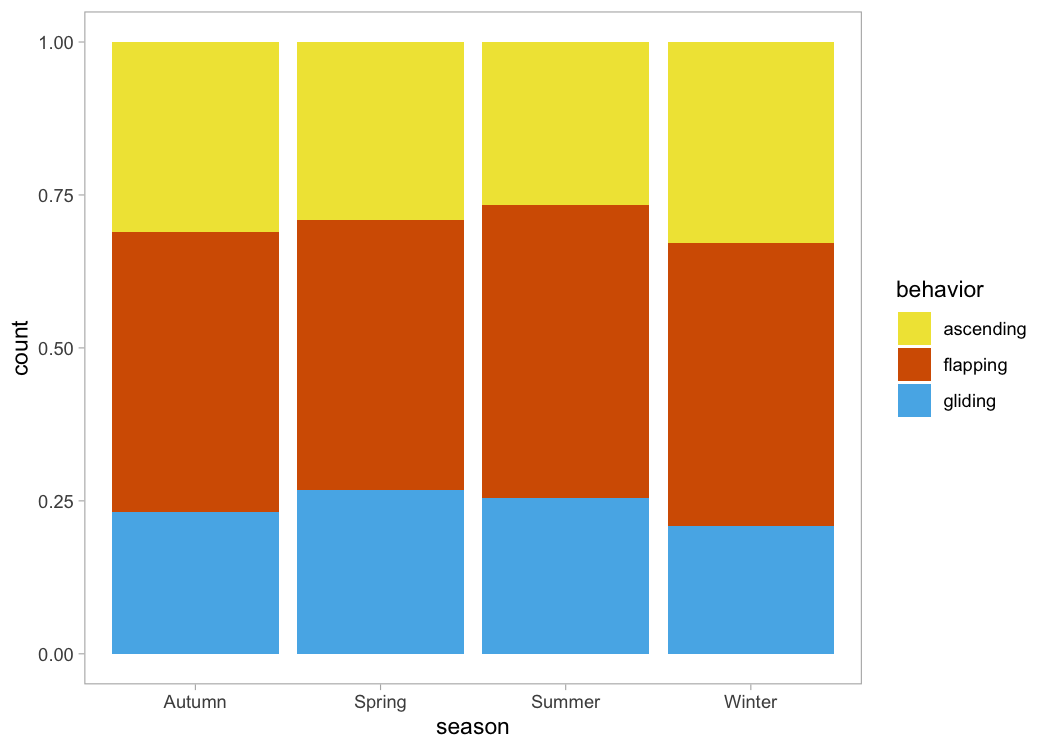 1.00
0.75
0.50
0.25
0.00
count
Autumn Spring Summer Winter
season
behavior
ascending
flapping
gliding